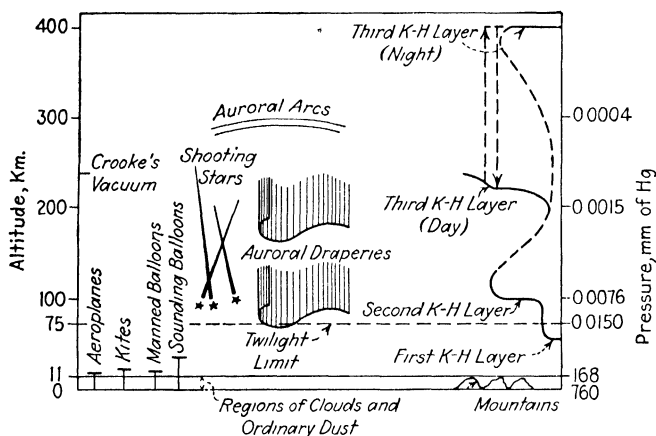 400
300
200
100
75
11
0
Altitude, Km.
Third K-H Layer
(Night)
Auroral Arcs
Crooke's
Vacuum
Shooting
Stars
Third K-H Layer
(Day)
Auroral Draperies
Aeroplanes
Kites
Manned Balloons
Sounding Balloons
Second K-H Layer
Twilight
Limit
First K-H Layer
Regions of Clouds and
Ordinary Dust
Mountains
0 0004
0 0015
0 0076
0 0150
168
760
Pressure, mm of Hg